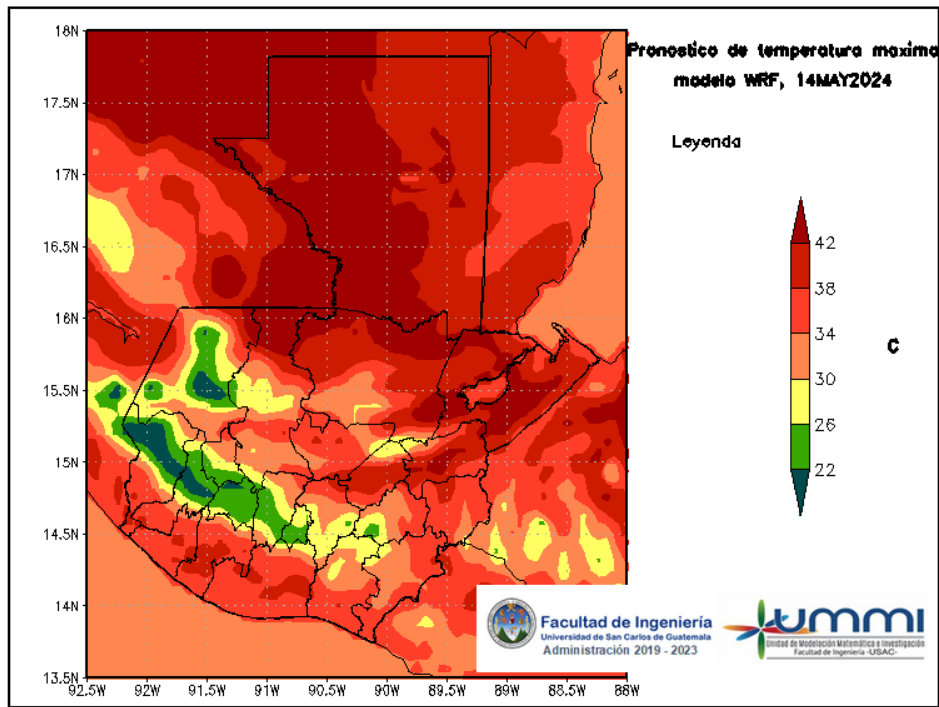 Pronostico de temperatura maxima
modelo WRF, 14MAY2024
Leyenda
42
38
34
30
26
22
C
18N
17.5N
17N
16.5N
16N
15.5N
15N
14.5N
14N
13.5N
92.5W
92W
91.5W
91W
90.5W
90W
89.5W
89W
88.5W
88W
Facultad de Ingeniería
Universidad de San Carlos de Guatemala
Administración 2019 - 2023
UMMI
Unidad de Modelación Matemática e Investigación
Facultad de Ingeniería -USAC-